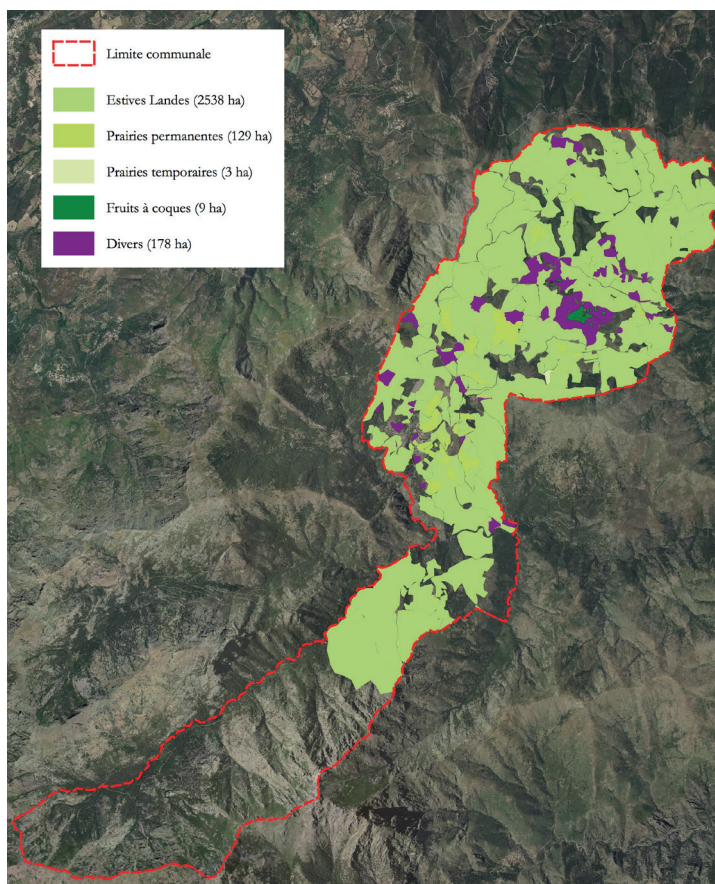 Limite communale
Estives Landes (2538 ha)
Prairies permanentes (129 ha)
Prairies temporaires (3 ha)
Fruits à coques (9 ha)
Divers (178 ha)